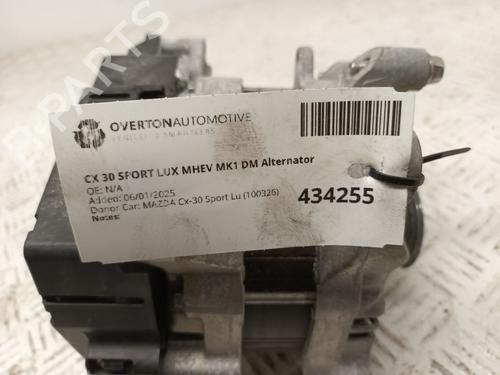 OVERTONAUTOMOTIVE
VEHICLE DISMANTLERS
CX 30 SPORT LUX MHEV MK1 DM Alternator
OE: N/A
Added: 06/01/2025
Donor Car: MAZDA Cx-30 Sport Lu (100326)
Notes:
434255